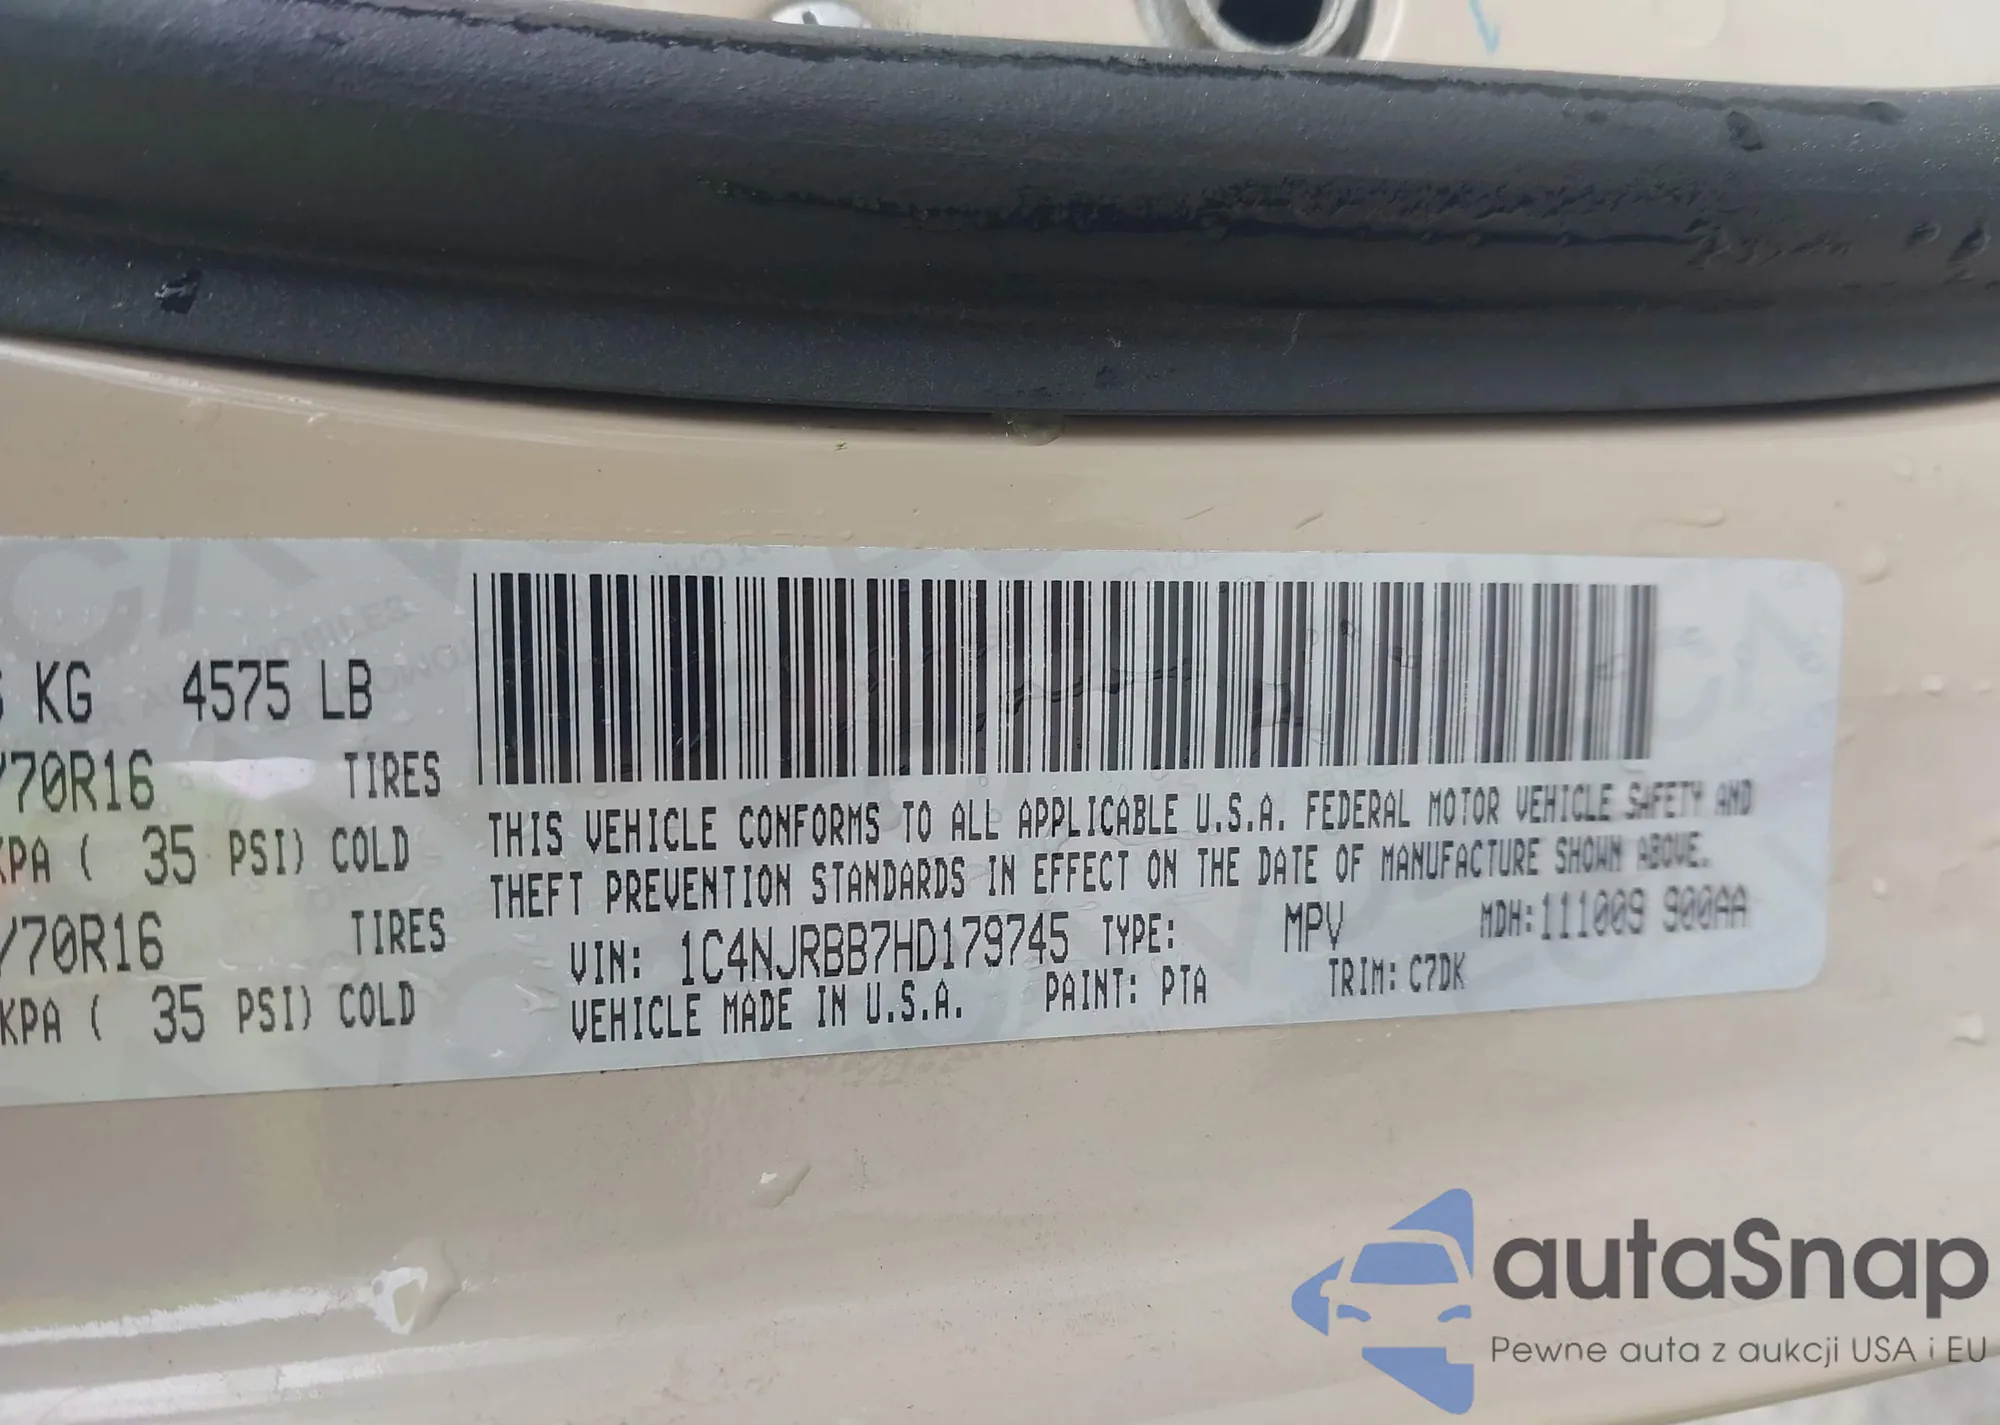 KG 4575 LB
/70R16 TIRES
KPA ( 35 PSI) COLD
/70R16 TIRES
KPA ( 35 PSI) COLD
THIS VEHICLE CONFORMS TO ALL APPLICABLE U.S.A. FEDERAL MOTOR VEHICLE SAFETY AND
THEFT PREVENTION STANDARDS IN EFFECT ON THE DATE OF MANUFACTURE SHOWN ABOVE.
VIN: 1C4NJRBB7HD179745 TYPE: MPV MDH:111009 900AA
VEHICLE MADE IN U.S.A. PAINT: PTA TRIM: C7DK
autaSnap
Pewne auta z aukcji USA i EU